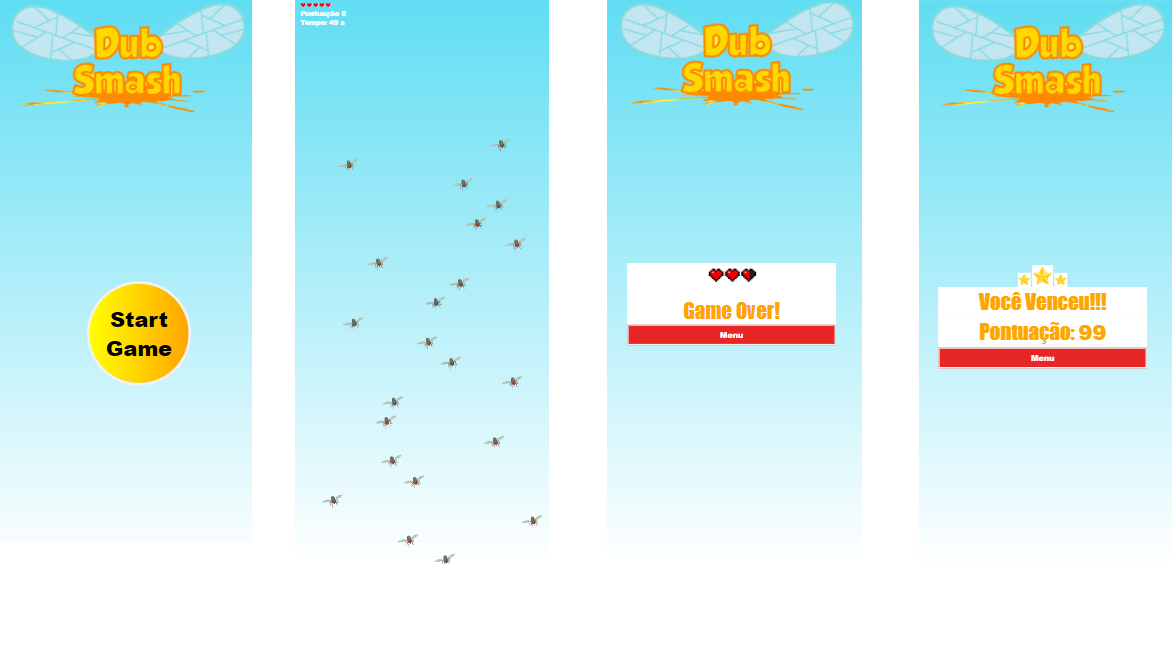 Dub
Smash
Start
Game
Pontuação 0
Tempo: 49 s
Dub
Smash
Game Over!
Menu
Dub
Smash
Você Venceu!!!
Pontuação: 99
Menu